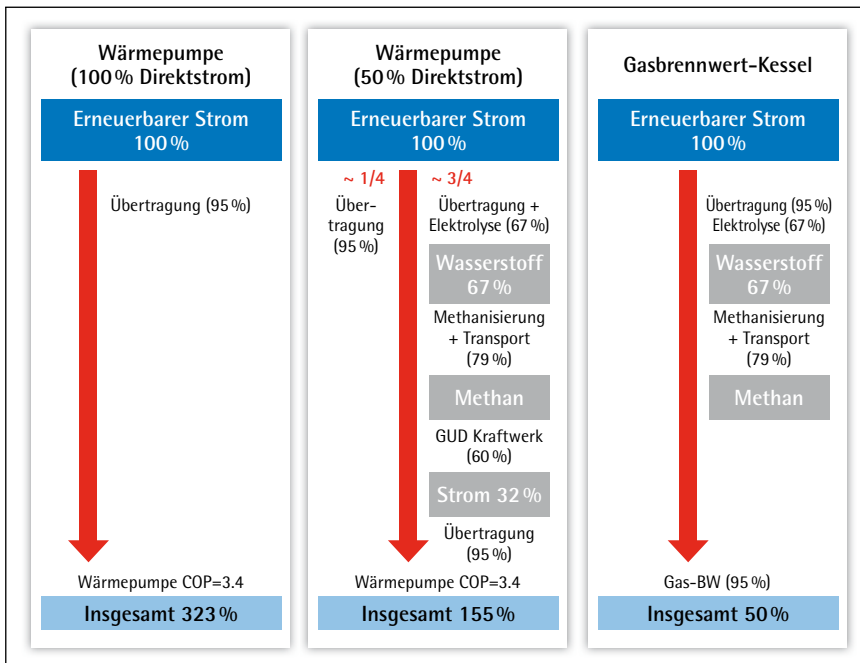 Wärmepumpe
(100 % Direktstrom)
Erneuerbarer Strom
100 %
Übertragung (95 %)
Wärmepumpe COP=3.4
Insgesamt 323 %
Wärmepumpe
(50 % Direktstrom)
Erneuerbarer Strom
100 %
~ 1/4
~ 3/4
Über-
tragung
(95 %)
Übertragung +
Elektrolyse (67 %)
Wasserstoff
67 %
Methanisierung
+ Transport
(79 %)
Methan
GUD Kraftwerk
(60 %)
Strom 32 %
Übertragung
(95 %)
Wärmepumpe COP=3.4
Insgesamt 155 %
Gasbrennwert-Kessel
Erneuerbarer Strom
100 %
Übertragung (95 %)
Elektrolyse (67 %)
Wasserstoff
67 %
Methanisierung
+ Transport
(79 %)
Methan
Gas-BW (95 %)
Insgesamt 50 %